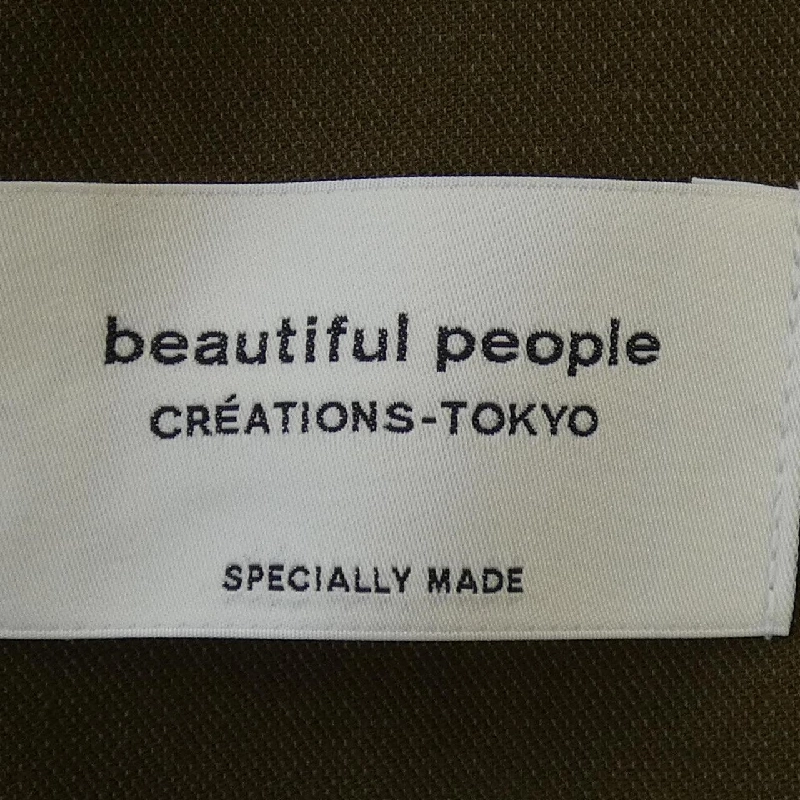 beautiful people
CRÉATIONS-TOKYO
SPECIALLY MADE